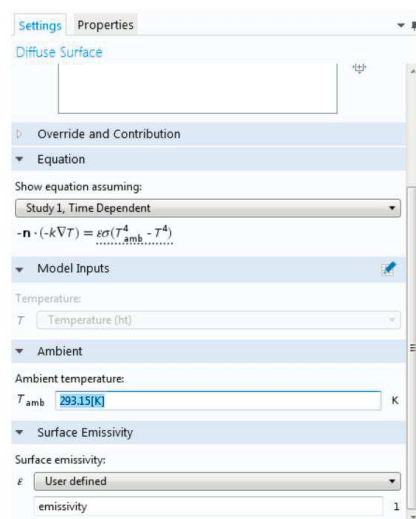 Settings Properties
Diffuse Surface
Override and Contribution
Equation
Show equation assuming:
Study 1, Time Dependent
-n · (-k∇T) = εσ(T⁴amb - T⁴)
Model Inputs
Temperature:
T Temperature (ht)
Ambient
Ambient temperature:
Tamb 293.15[K] K
Surface Emissivity
Surface emissivity:
ε User defined
emissivity 1